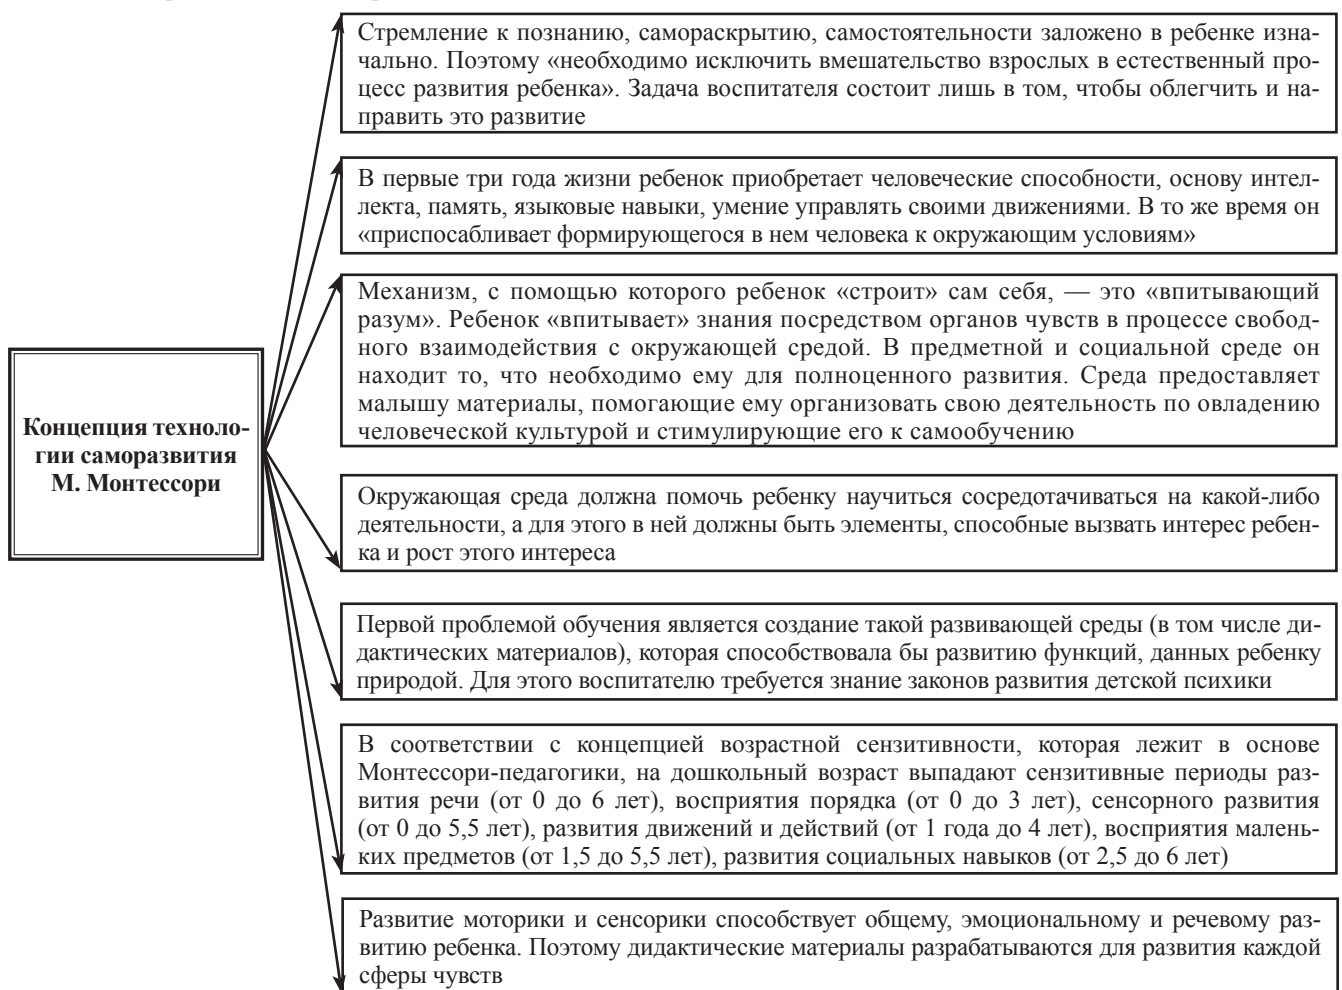 Стремление к познанию, самораскрытию, самостоятельности заложено в ребенке изна-
чально. Поэтому «необходимо исключить вмешательство взрослых в естественный про-
цесс развития ребенка». Задача воспитателя состоит лишь в том, чтобы облегчить и на-
править это развитие
В первые три года жизни ребенок приобретает человеческие способности, основу интел-
лекта, память, языковые навыки, умение управлять своими движениями. В то же время он
«приспосабливает формирующегося в нем человека к окружающим условиям»
Механизм, с помощью которого ребенок «строит» сам себя, — это «впитывающий
разум». Ребенок «впитывает» знания посредством органов чувств в процессе свобод-
ного взаимодействия с окружающей средой. В предметной и социальной среде он
находит то, что необходимо ему для полноценного развития. Среда предоставляет
малышу материалы, помогающие ему организовать свою деятельность по овладению
человеческой культурой и стимулирующие его к самообучению
Концепция техноло-
гии саморазвития
М. Монтессори
Окружающая среда должна помочь ребенку научиться сосредотачиваться на какой-либо
деятельности, а для этого в ней должны быть элементы, способные вызвать интерес ребен-
ка и рост этого интереса
Первой проблемой обучения является создание такой развивающей среды (в том числе ди-
дактических материалов), которая способствовала бы развитию функций, данных ребенку
природой. Для этого воспитателю требуется знание законов развития детской психики
В соответствии с концепцией возрастной сензитивности, которая лежит в основе
Монтессори-педагогики, на дошкольный возраст выпадают сензитивные периоды раз-
вития речи (от 0 до 6 лет), восприятия порядка (от 0 до 3 лет), сенсорного развития
(от 0 до 5,5 лет), развития движений и действий (от 1 года до 4 лет), восприятия малень-
ких предметов (от 1,5 до 5,5 лет), развития социальных навыков (от 2,5 до 6 лет)
Развитие моторики и сенсорики способствует общему, эмоциональному и речевому раз-
витию ребенка. Поэтому дидактические материалы разрабатываются для развития каждой
сферы чувств